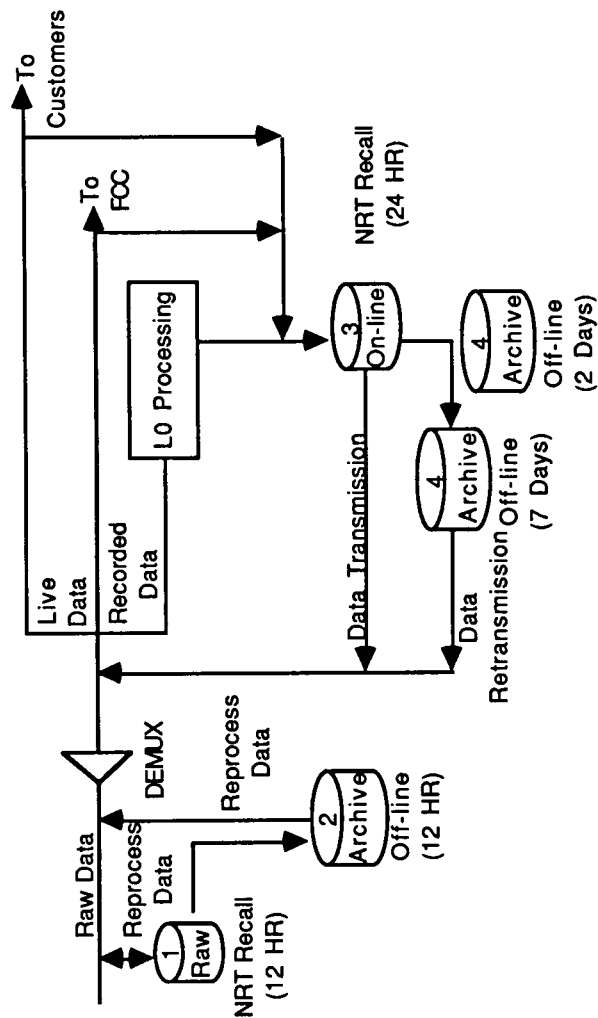 To
Customers
To
FCC
Live
Data
Recorded
Data
L0 Processing
NRT Recall
(24 HR)
3
On-line
4
Archive
Off-line
(2 Days)
4
Archive
Off-line
(7 Days)
Data Transmission
Data
Retransmission
DEMUX
Raw Data
Reprocess
Data
Reprocess
Data
1
Raw
NRT Recall
(12 HR)
2
Archive
Off-line
(12 HR)